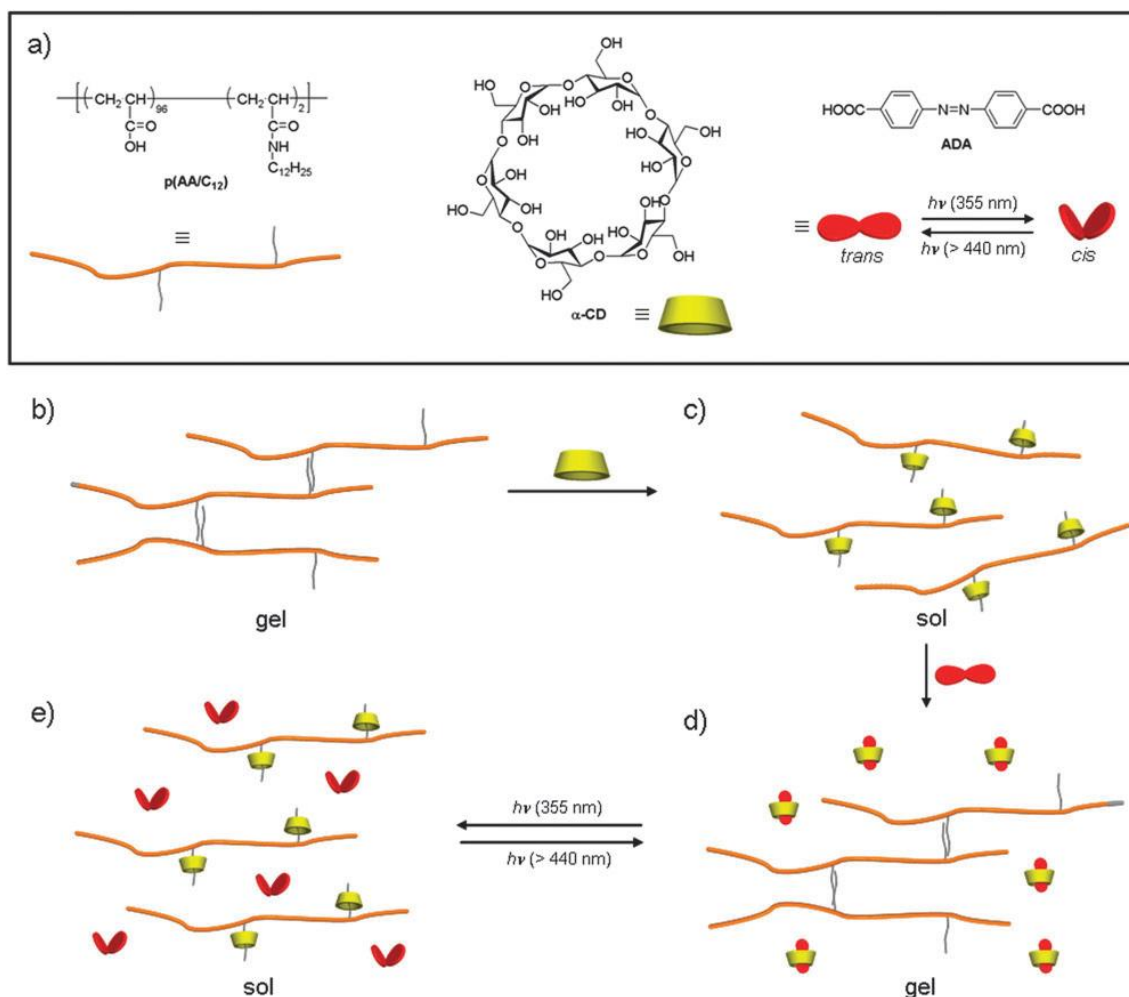 a)
[(CH2 CH)96 (CH2 CH)2]
C=O
OH
C=O
NH
C12H25
p(AA/C12)
≡
OH
HO
OH
OH
HO
OH
HO
OH
OH
OH
OH
OH
HO
OH
OH
OH
HO
OH
α-CD ≡
HOOC N=N COOH
ADA
≡
hν (355 nm)
hν (> 440 nm)
trans
cis
b)
gel
c)
sol
d)
gel
e)
sol
hν (355 nm)
hν (> 440 nm)